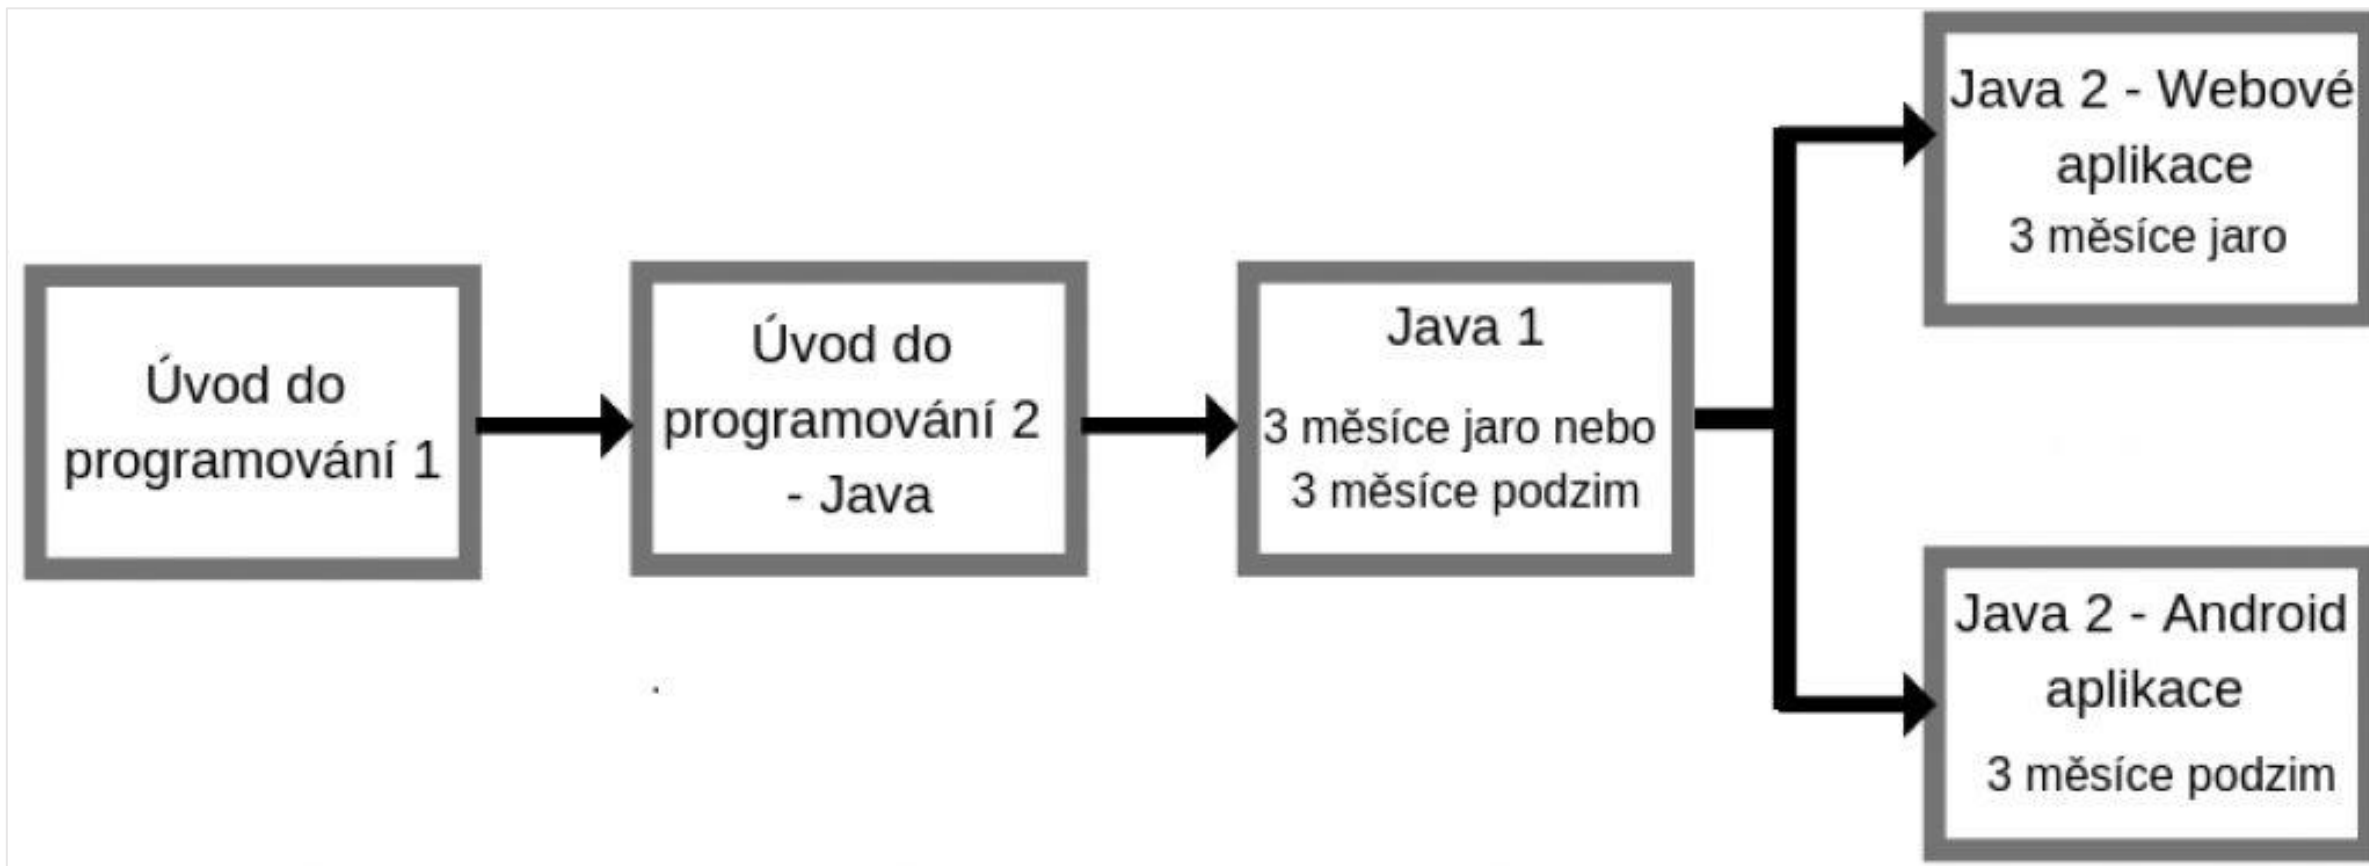 Úvod do
programování 1
Úvod do
programování 2
- Java
Java 1
3 měsíce jaro nebo
3 měsíce podzim
Java 2 - Webové
aplikace
3 měsíce jaro
Java 2 - Android
aplikace
3 měsíce podzim